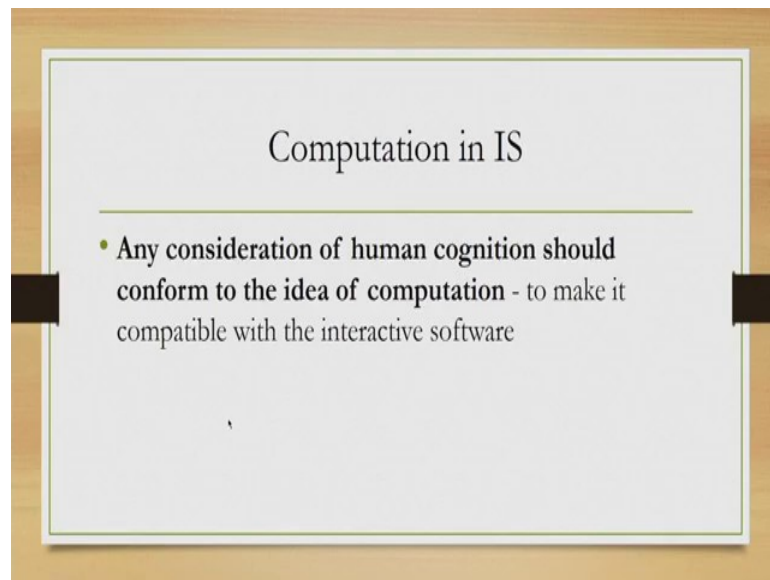 Computation in IS
• Any consideration of human cognition should
conform to the idea of computation - to make it
compatible with the interactive software